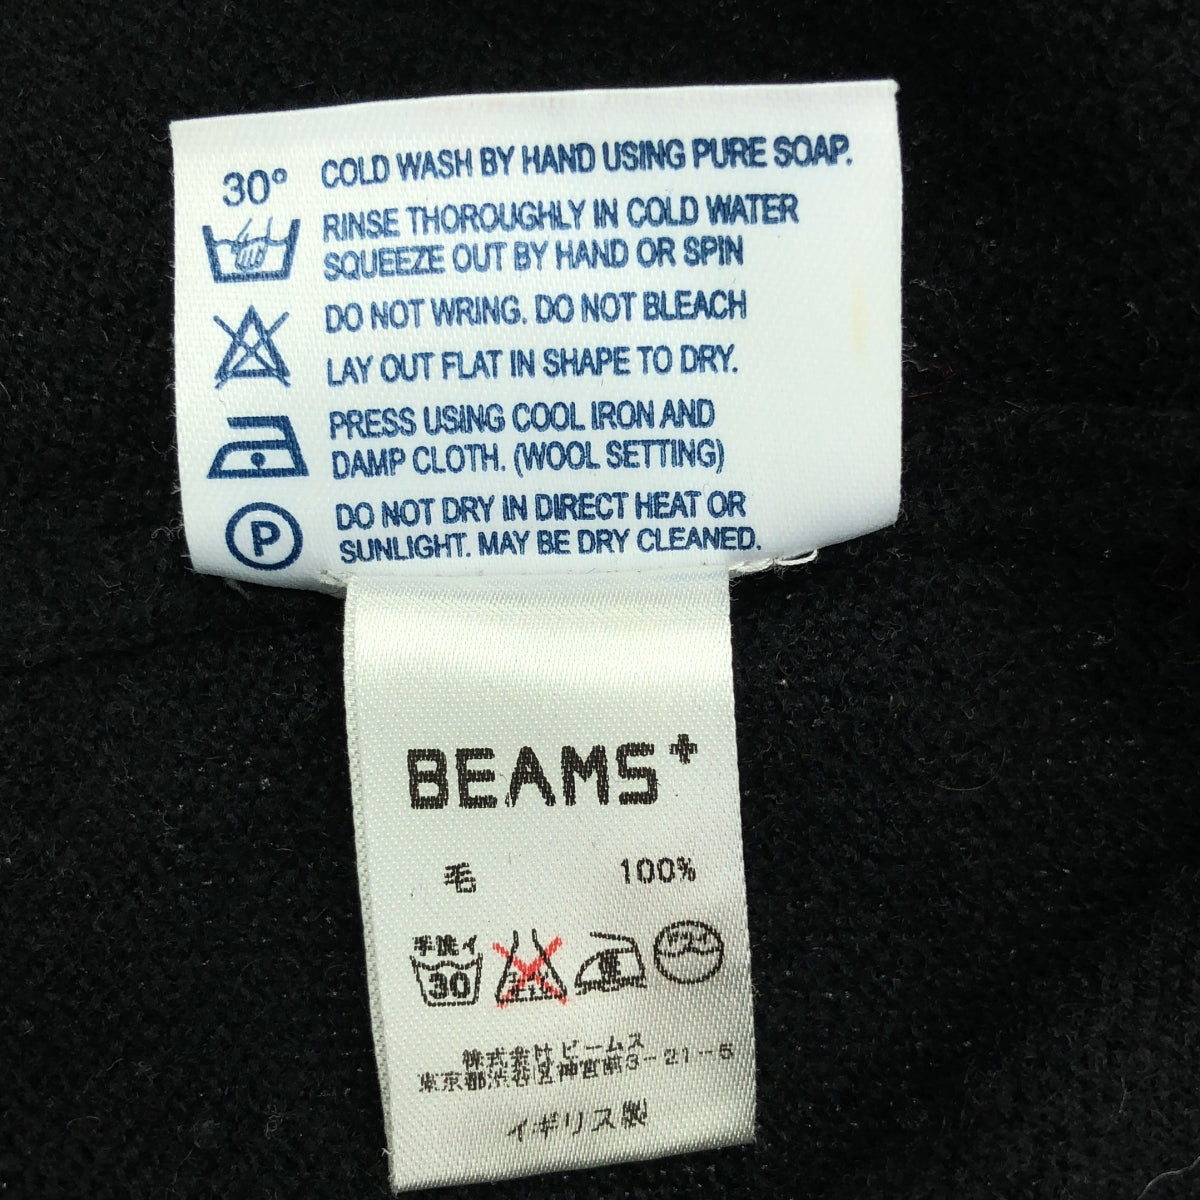 30°
COLD WASH BY HAND USING PURE SOAP.
RINSE THOROUGHLY IN COLD WATER
SQUEEZE OUT BY HAND OR SPIN
DO NOT WRING. DO NOT BLEACH
LAY OUT FLAT IN SHAPE TO DRY.
PRESS USING COOL IRON AND
DAMP CLOTH. (WOOL SETTING)
P
DO NOT DRY IN DIRECT HEAT OR
SUNLIGHT. MAY BE DRY CLEANED.
BEAMS+
毛 100%
手洗イ
30
中
株式会社ビームス
東京都渋谷区神宮前3-21-5
イギリス製